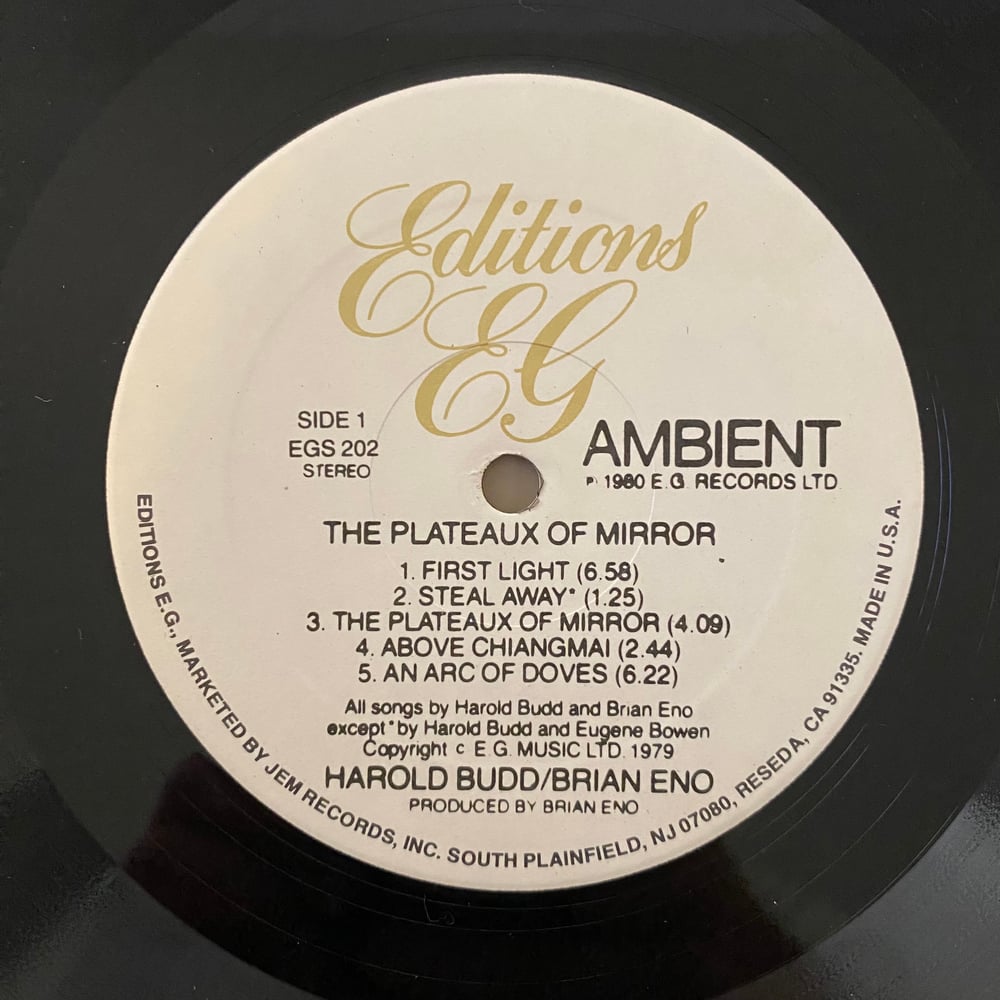 Editions
EG
SIDE 1
EGS 202
STEREO
AMBIENT
℗ 1980 E.G. RECORDS LTD
THE PLATEAUX OF MIRROR
1. FIRST LIGHT (6.58)
2. STEAL AWAY* (1.25)
3. THE PLATEAUX OF MIRROR (4.09)
4. ABOVE CHIANGMAI (2.44)
5. AN ARC OF DOVES (6.22)
All songs by Harold Budd and Brian Eno
except * by Harold Budd and Eugene Bowen
Copyright c E.G. MUSIC LTD. 1979
HAROLD BUDD/BRIAN ENO
PRODUCED BY BRIAN ENO
EDITIONS E.G., MARKETED BY JEM RECORDS, INC. SOUTH PLAINFIELD, NJ 07080, RESEDA, CA 91335. MADE IN U.S.A.